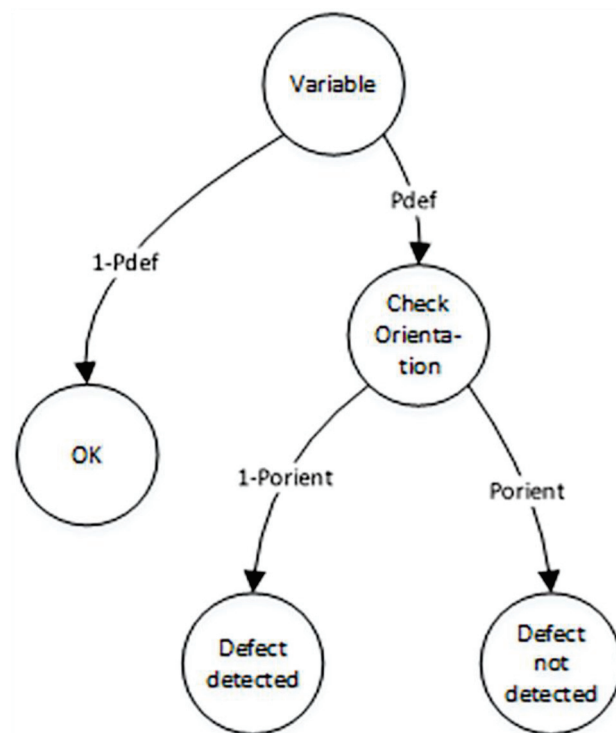 Variable
Pdef
1-Pdef
Check
Orienta-
tion
OK
1-Porient
Porient
Defect
detected
Defect
not
detected